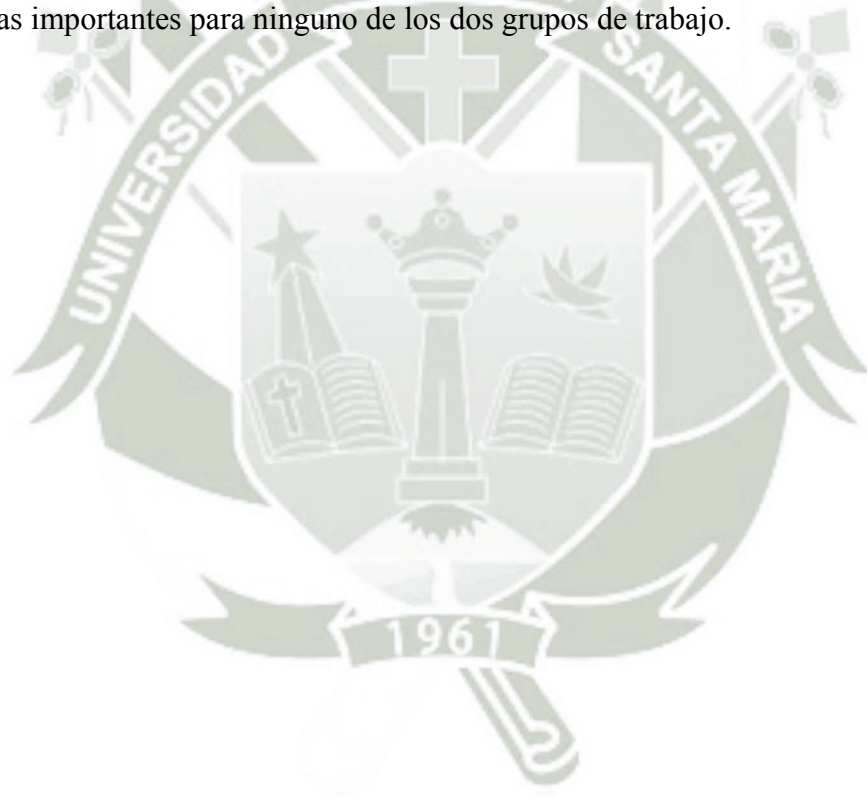 as importantes para ninguno de los dos grupos de trabajo.
UNIVERSIDAD
SANTA MARIA
1961